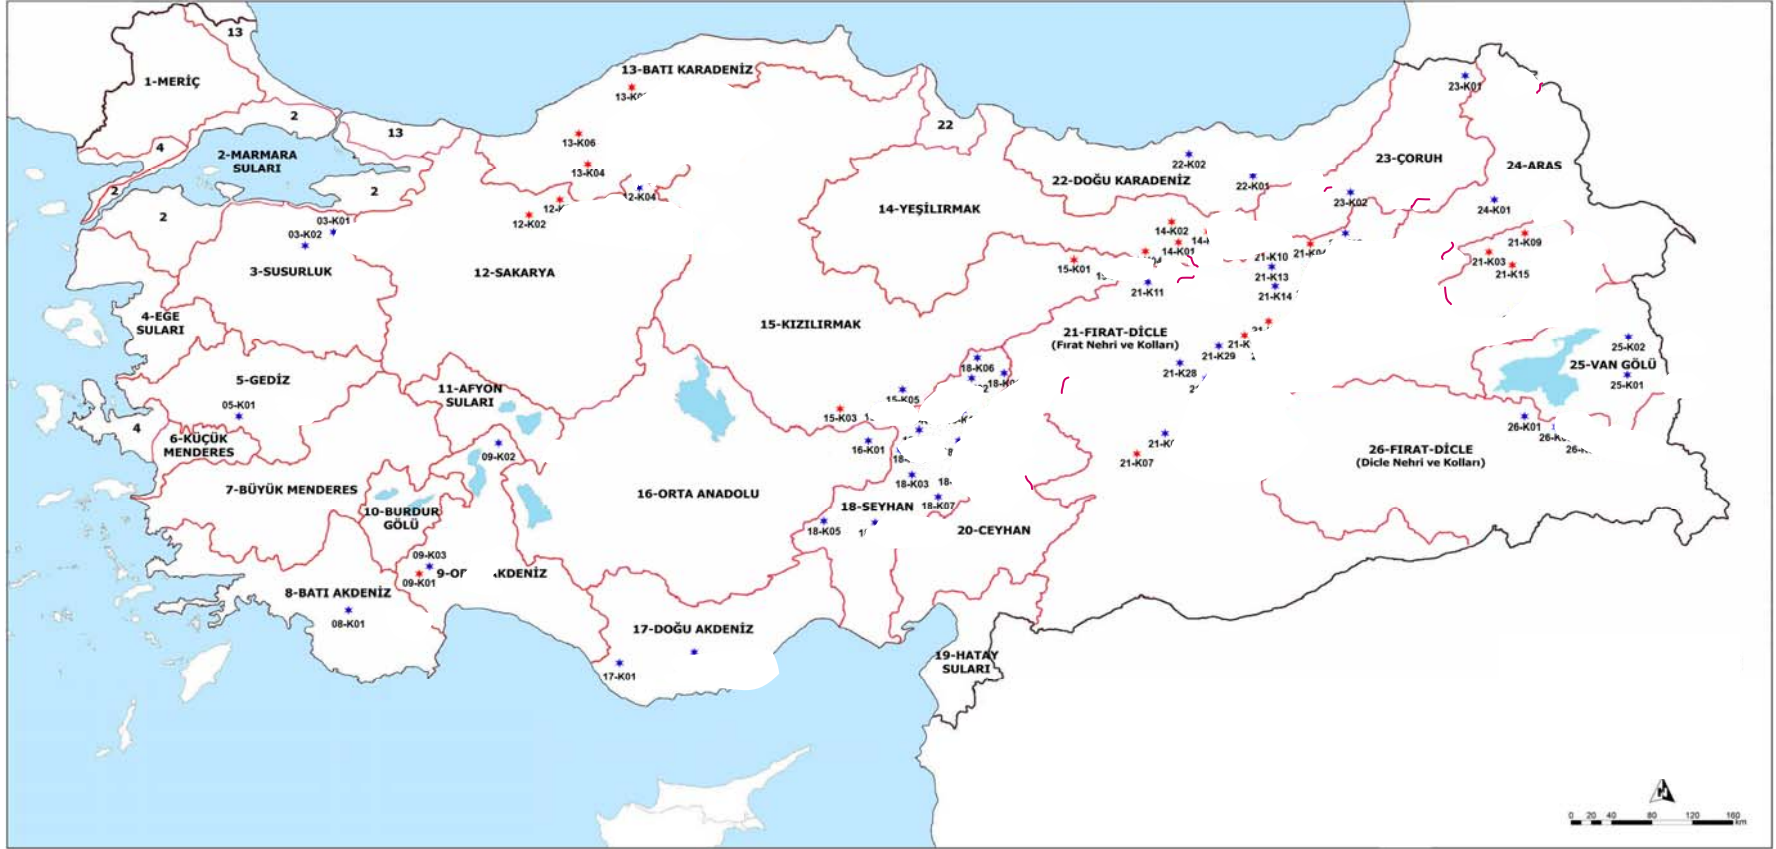 13
1-MERİÇ
13-BATI KARADENİZ
23-K01
2
13
22
4
2-MARMARA
SULARI
13-K06
13-K04
22-K02
23-ÇORUH
24-ARAS
2
2
22-DOĞU KARADENİZ
22-K01
12-K04
23-K02
2
03-K01
03-K02
12-K02
14-YEŞİLIRMAK
14-K02
14-K01
24-K01
21-K09
3-SUSURLUK
12-SAKARYA
15-K01
21-K10
21-K13
21-K14
21-K11
21-K03
21-K15
4-EGE
SULARI
15-KIZILIRMAK
21-FIRAT-DİCLE
(Fırat Nehri ve Kolları)
21-K29
21-K28
25-K02
25-VAN GÖLÜ
25-K01
5-GEDİZ
11-AFYON
SULARI
18-K06
15-K05
15-K03
05-K01
4
6-KÜÇÜK
MENDERES
09-K02
16-K01
21-K07
26-K01
26-FIRAT-DİCLE
(Dicle Nehri ve Kolları)
7-BÜYÜK MENDERES
16-ORTA ANADOLU
18-K03
18-K07
10-BURDUR
GÖLÜ
18-SEYHAN
18-K05
20-CEYHAN
09-K03
09-K01
8-BATI AKDENİZ
08-K01
17-DOĞU AKDENİZ
17-K01
19-HATAY
SULARI
0 20 40 80 120 160
km